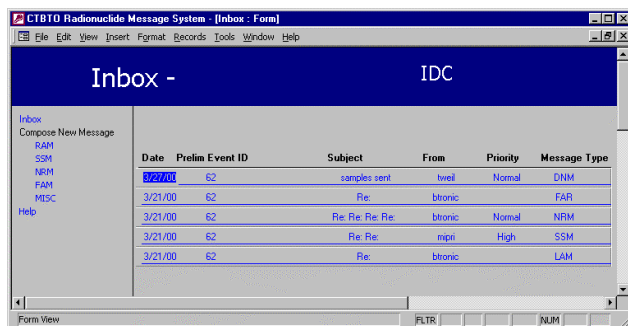 CTBTO Radionuclide Message System - [Inbox : Form]
File Edit View Insert Format Records Tools Window Help
Inbox - IDC
Inbox
Compose New Message
RAM
SSM
NRM
FAM
MISC
Help
Date Prelim Event ID Subject From Priority Message Type
3/27/00 62 samples sent tweil Normal DNM
3/21/00 62 Re: btronic FAR
3/21/00 62 Re: Re: Re: Re: btronic Normal NRM
3/21/00 62 Re: Re: mipri High SSM
3/21/00 62 Re: btronic LAM
Form View FLTR NUM